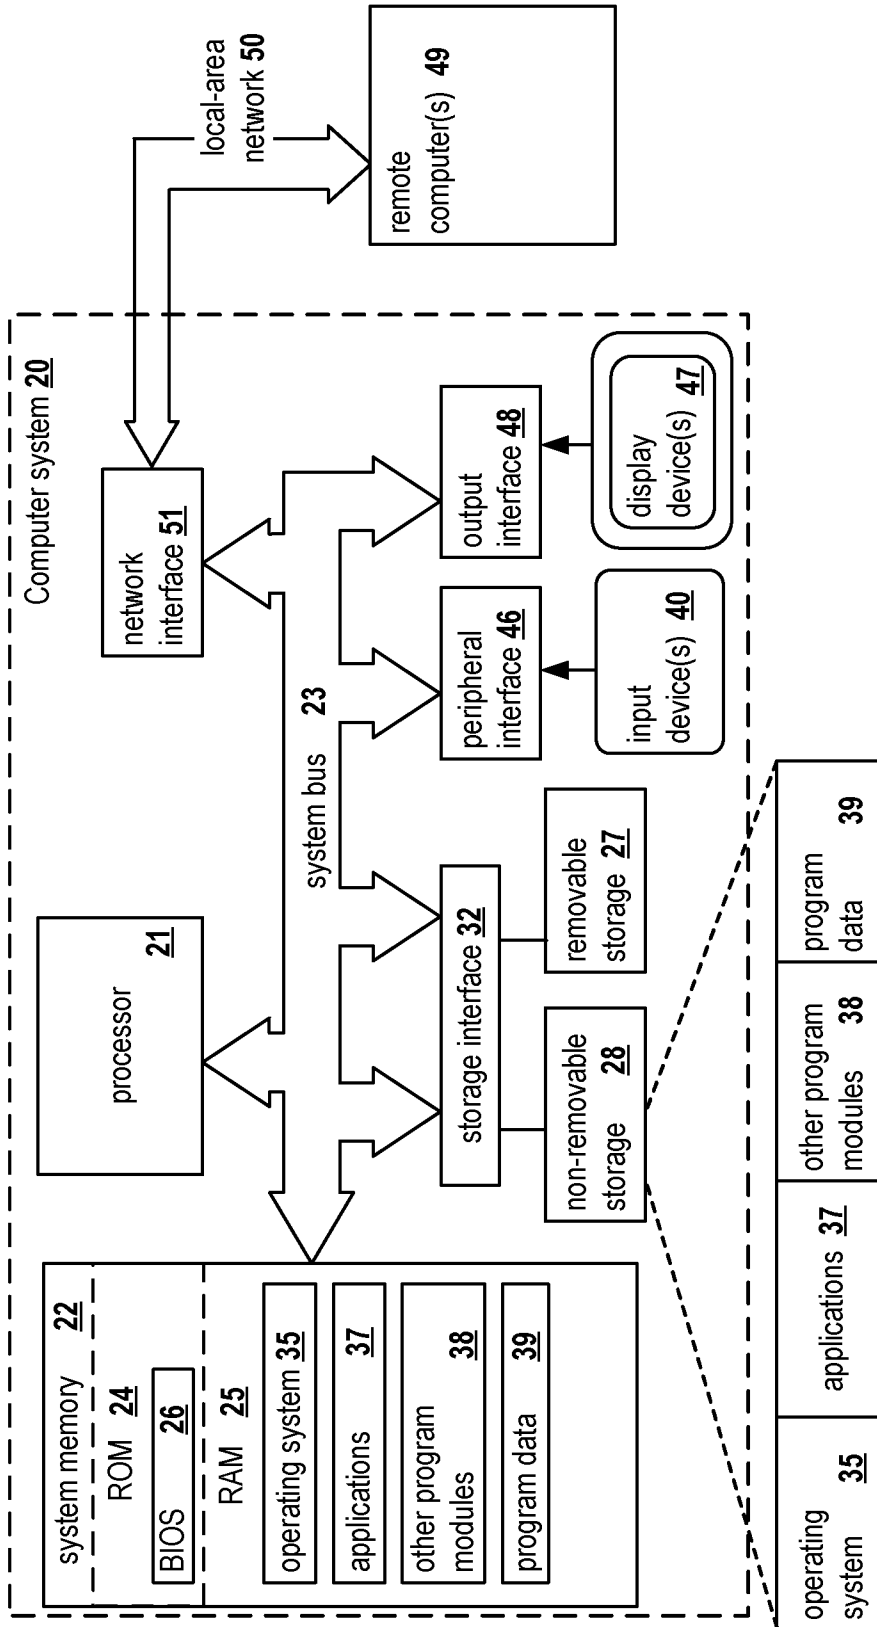 Computer system 20
system memory 22
ROM 24
BIOS 26
RAM 25
operating system 35
applications 37
other program
modules 38
program data 39
processor 21
network
interface 51
system bus 23
storage interface 32
peripheral
interface 46
output
interface 48
non-removable
storage 28
removable
storage 27
input
device(s) 40
display
device(s) 47
local-area
network 50
remote
computer(s) 49
operating
system 35
applications 37
other program
modules 38
program
data 39